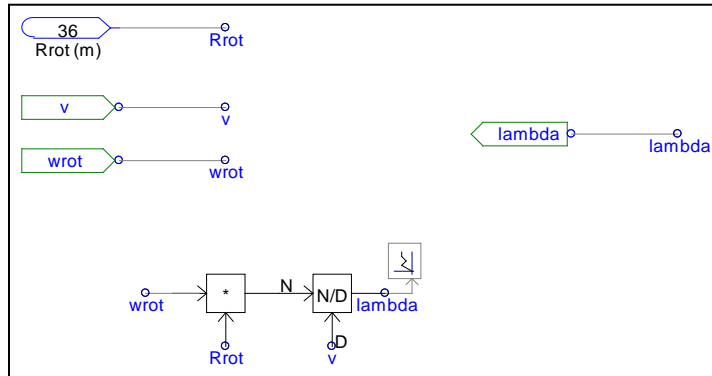 36
Rrot (m)
Rrot
v
v
wrot
wrot
lambda
lambda
wrot
*
N
N/D
lambda
Rrot
v
D